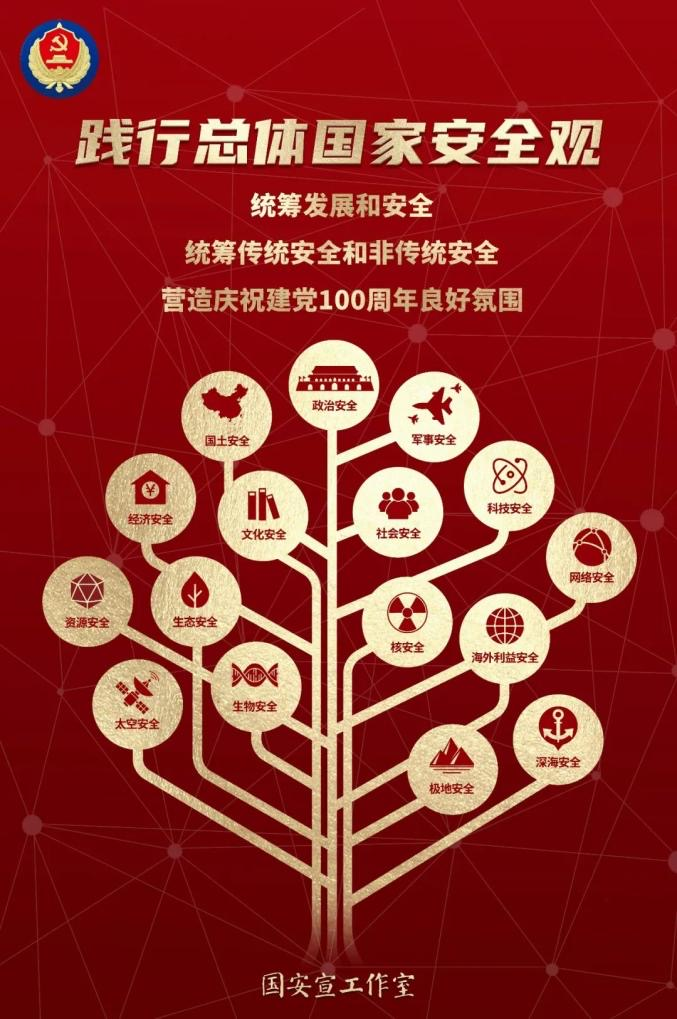 践行总体国家安全观
统筹发展和安全
统筹传统安全和非传统安全
营造庆祝建党100周年良好氛围
政治安全
国土安全
军事安全
经济安全
文化安全
社会安全
科技安全
网络安全
资源安全
生态安全
核安全
海外利益安全
太空安全
生物安全
极地安全
深海安全
国安宣工作室